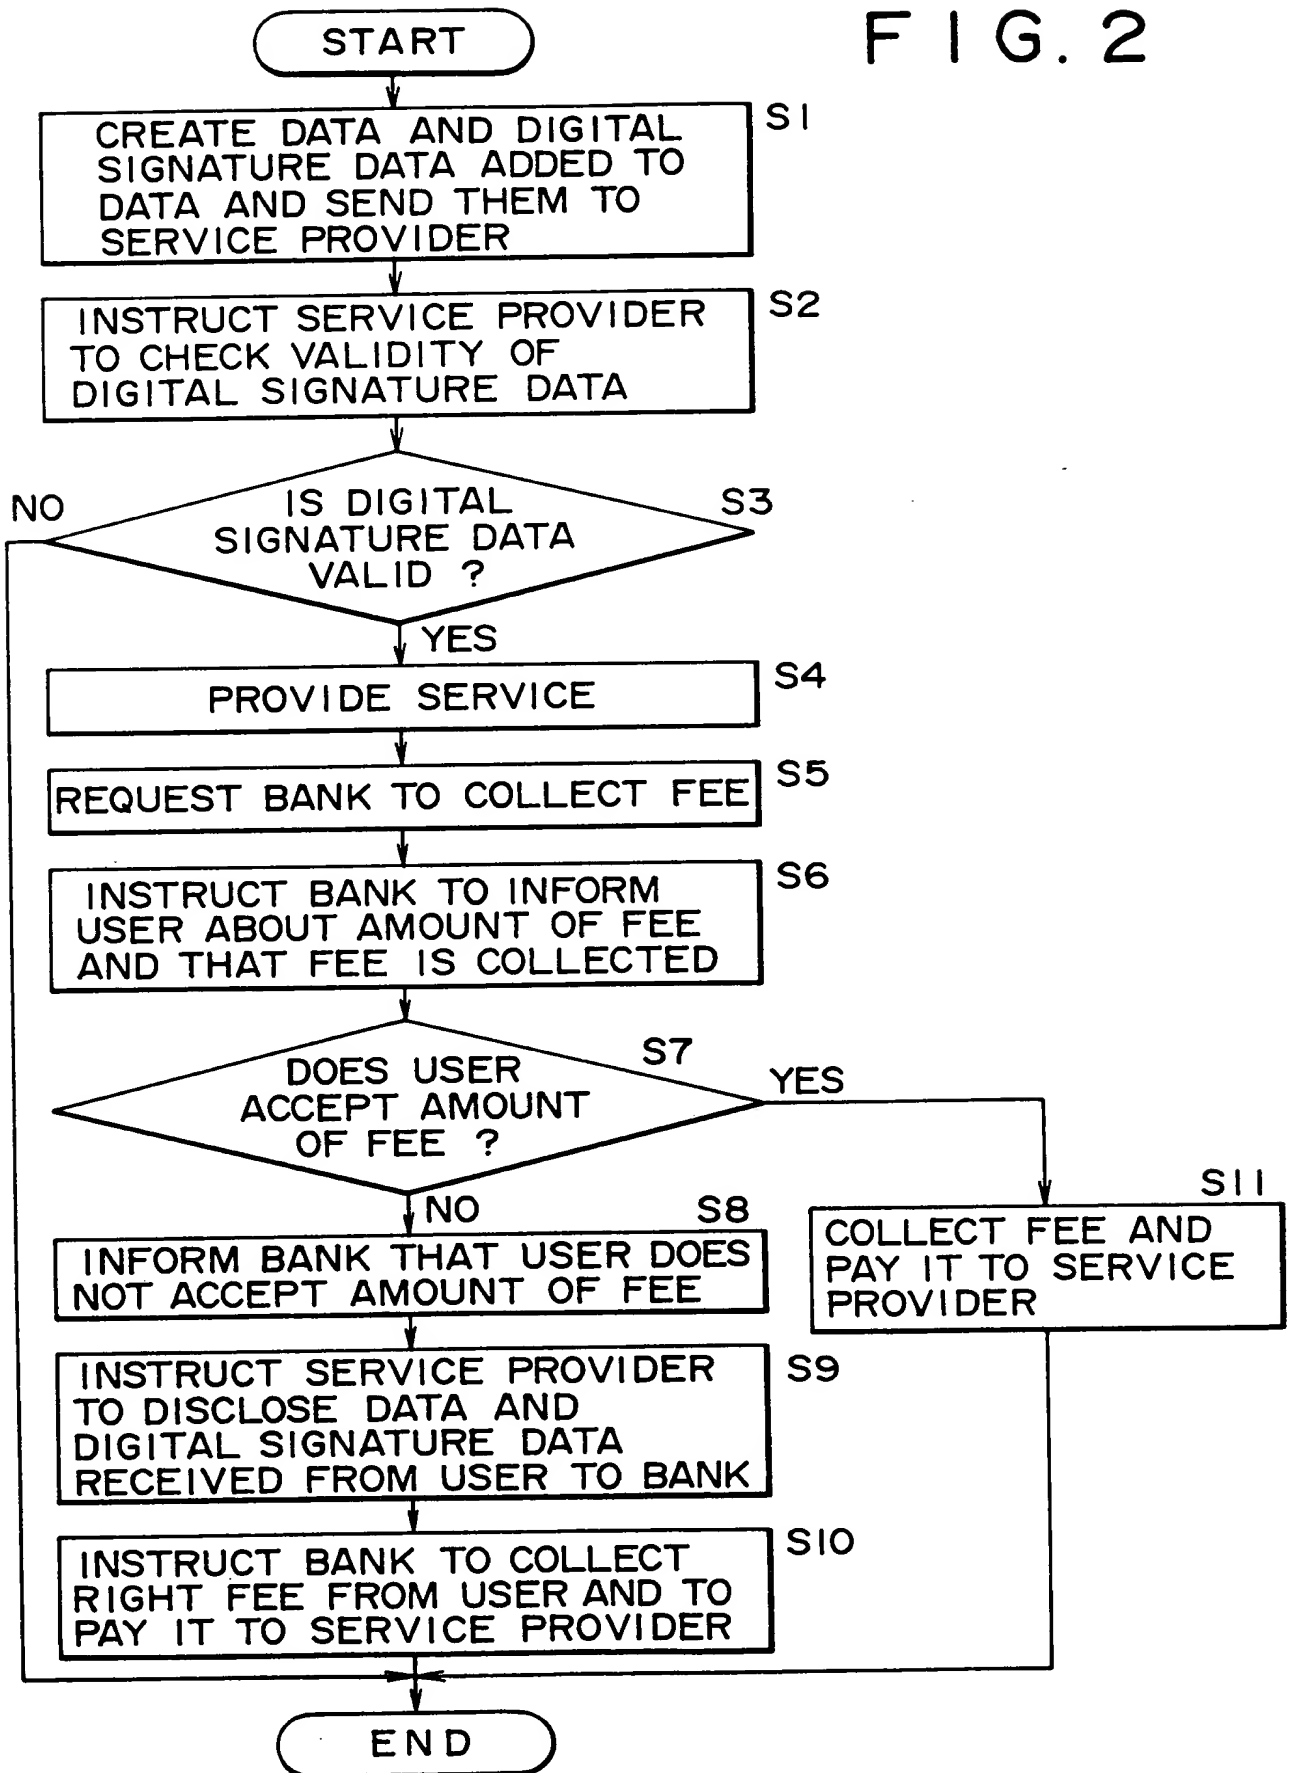 FIG. 2
START
S1
CREATE DATA AND DIGITAL
SIGNATURE DATA ADDED TO
DATA AND SEND THEM TO
SERVICE PROVIDER
S2
INSTRUCT SERVICE PROVIDER
TO CHECK VALIDITY OF
DIGITAL SIGNATURE DATA
NO
S3
IS DIGITAL
SIGNATURE DATA
VALID ?
YES
S4
PROVIDE SERVICE
S5
REQUEST BANK TO COLLECT FEE
S6
INSTRUCT BANK TO INFORM
USER ABOUT AMOUNT OF FEE
AND THAT FEE IS COLLECTED
S7
DOES USER
ACCEPT AMOUNT
OF FEE ?
YES
NO
S8
INFORM BANK THAT USER DOES
NOT ACCEPT AMOUNT OF FEE
S11
COLLECT FEE AND
PAY IT TO SERVICE
PROVIDER
S9
INSTRUCT SERVICE PROVIDER
TO DISCLOSE DATA AND
DIGITAL SIGNATURE DATA
RECEIVED FROM USER TO BANK
S10
INSTRUCT BANK TO COLLECT
RIGHT FEE FROM USER AND TO
PAY IT TO SERVICE PROVIDER
END